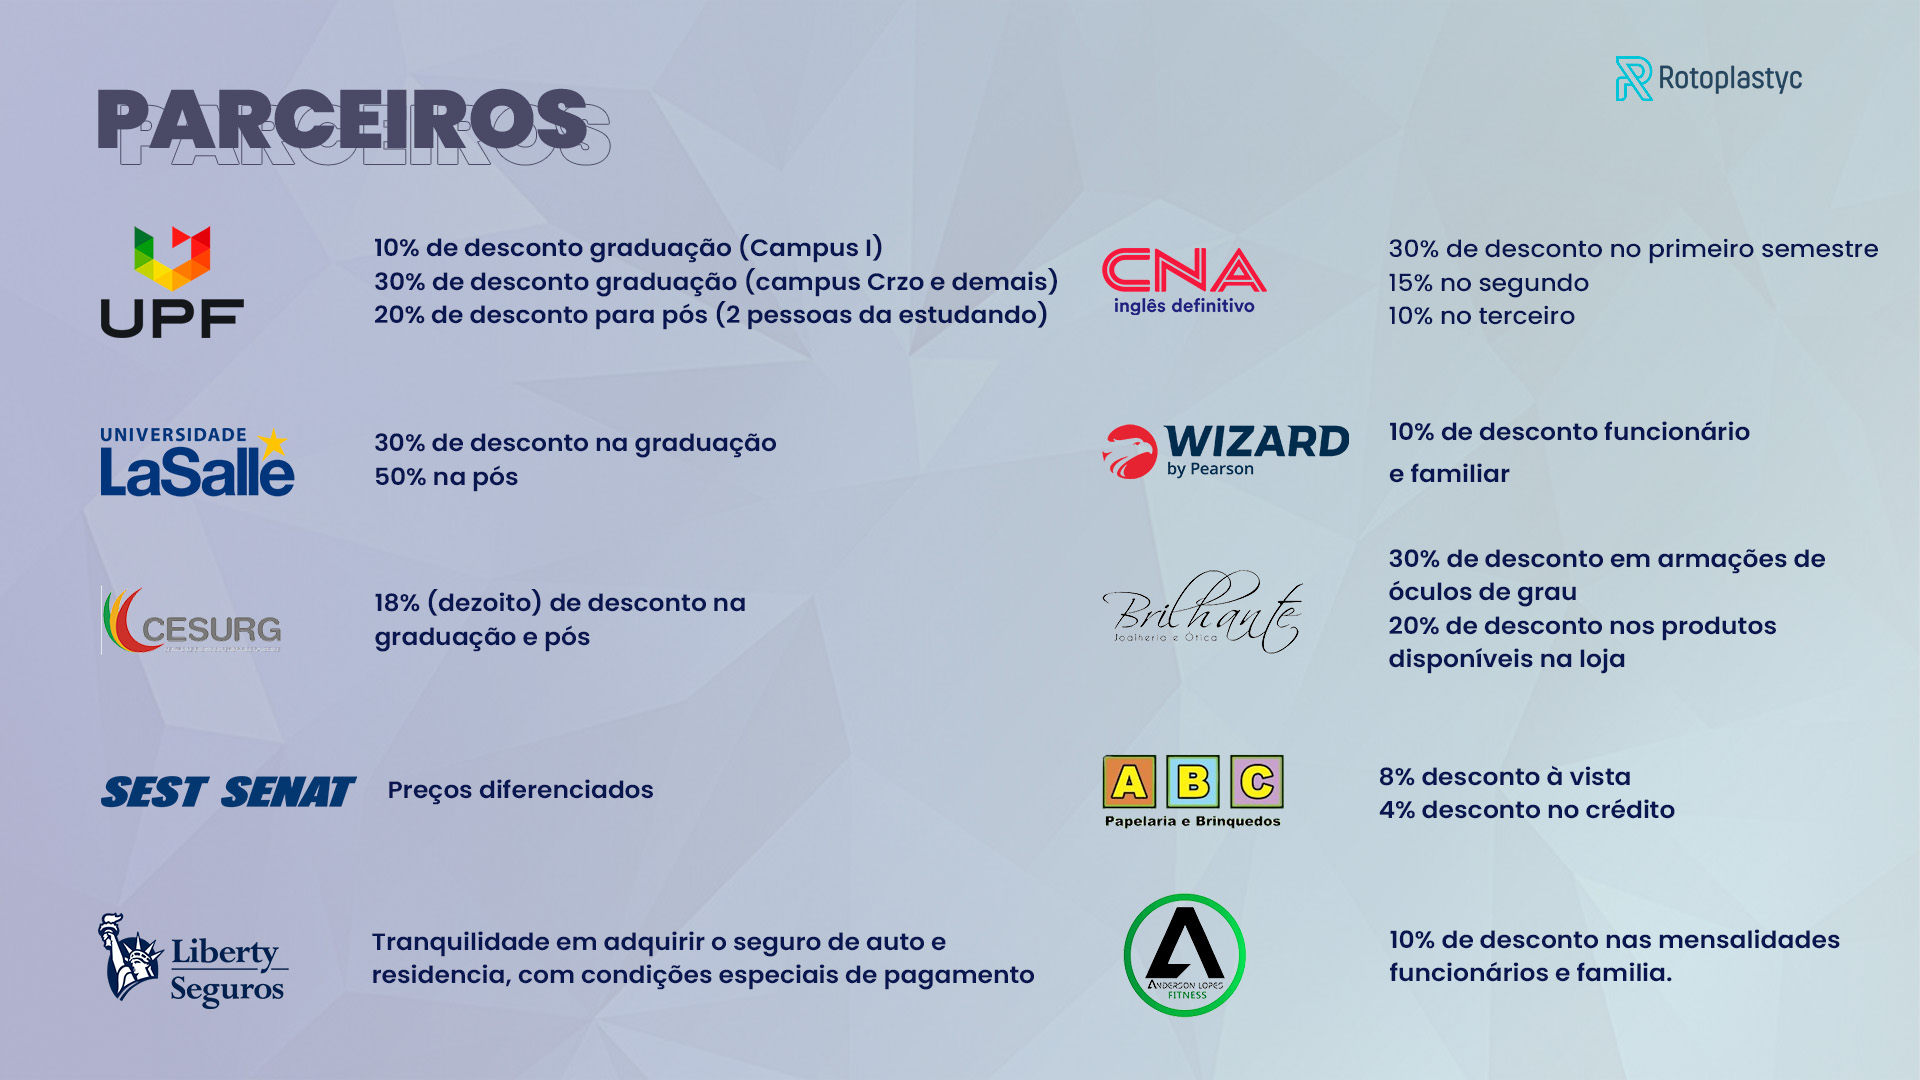 PARCEIROS
Rotoplastyc
UPF
10% de desconto graduação (Campus I)
30% de desconto graduação (campus Crzo e demais)
20% de desconto para pós (2 pessoas da estudando)
UNIVERSIDADE
LaSalle
30% de desconto na graduação
50% na pós
CESURG
18% (dezoito) de desconto na
graduação e pós
SEST SENAT
Preços diferenciados
Liberty
Seguros
Tranquilidade em adquirir o seguro de auto e
residencia, com condições especiais de pagamento
CNA
inglês definitivo
30% de desconto no primeiro semestre
15% no segundo
10% no terceiro
WIZARD
by Pearson
10% de desconto funcionário
e familiar
Brilhante
Joalheria e Ótica
30% de desconto em armações de
óculos de grau
20% de desconto nos produtos
disponíveis na loja
A B C
Papelaria e Brinquedos
8% desconto à vista
4% desconto no crédito
ANDERSON LOPES
FITNESS
10% de desconto nas mensalidades
funcionários e familia.